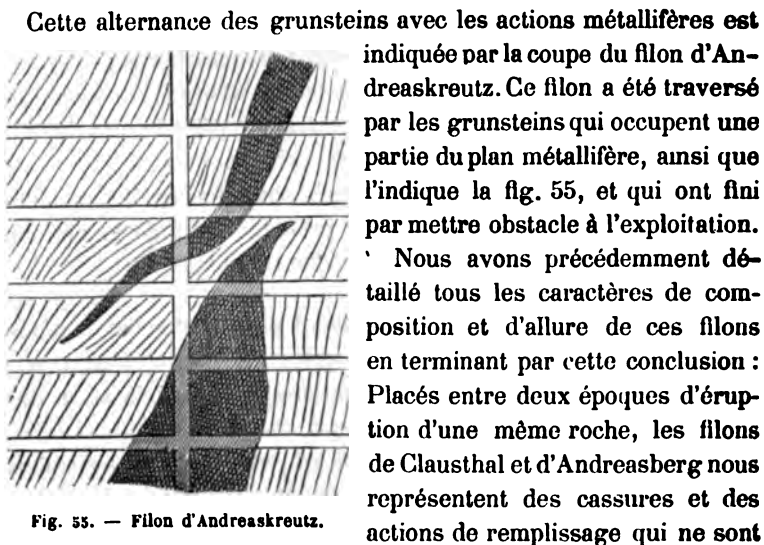 Cette alternance des grunsteins avec les actions métallifères est
indiquée par la coupe du filon d'An-
dreaskreutz. Ce filon a été traversé
par les grunsteins qui occupent une
partie du plan métallifère, ainsi que
l'indique la fig. 55, et qui ont fini
par mettre obstacle à l'exploitation.
Nous avons précédemment dé-
taillé tous les caractères de com-
position et d'allure de ces filons
en terminant par cette conclusion :
Placés entre deux époques d'érup-
tion d'une même roche, les filons
de Clausthal et d'Andreasberg nous
représentent des cassures et des
actions de remplissage qui ne sont
Fig. 55. — Filon d'Andreaskreutz.